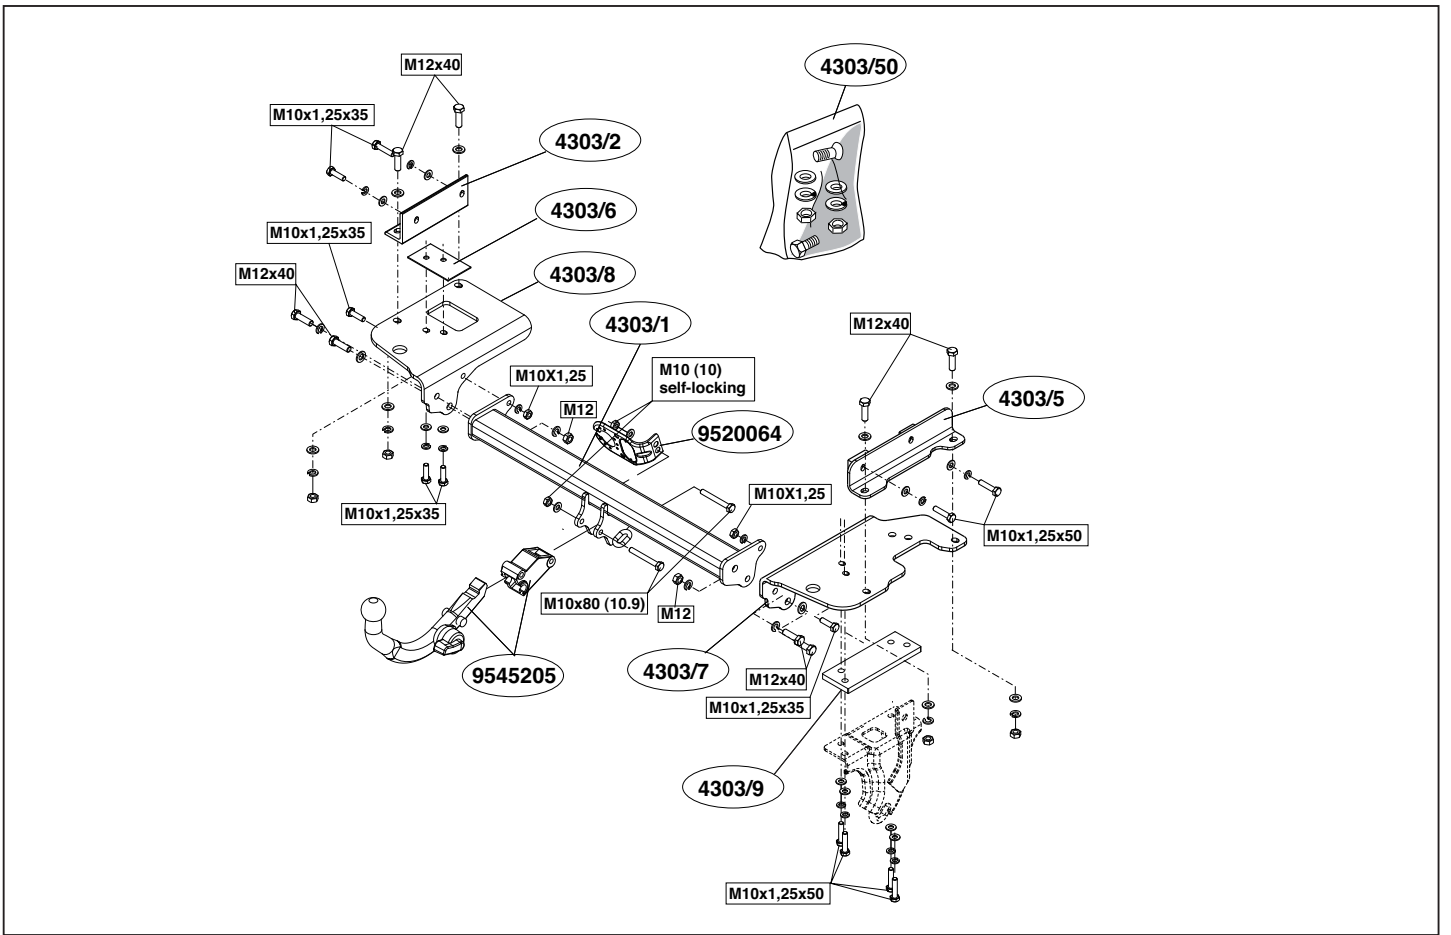 M12x40
4303/50
M10x1,25x35
4303/2
4303/6
M10x1,25x35
M12x40
4303/8
4303/1
M12x40
M10X1,25
M10 (10)
self-locking
4303/5
M12
9520064
M10X1,25
M10x1,25x35
M10x1,25x50
M10x80 (10.9)
M12
9545205
4303/7
M12x40
M10x1,25x35
4303/9
M10x1,25x50